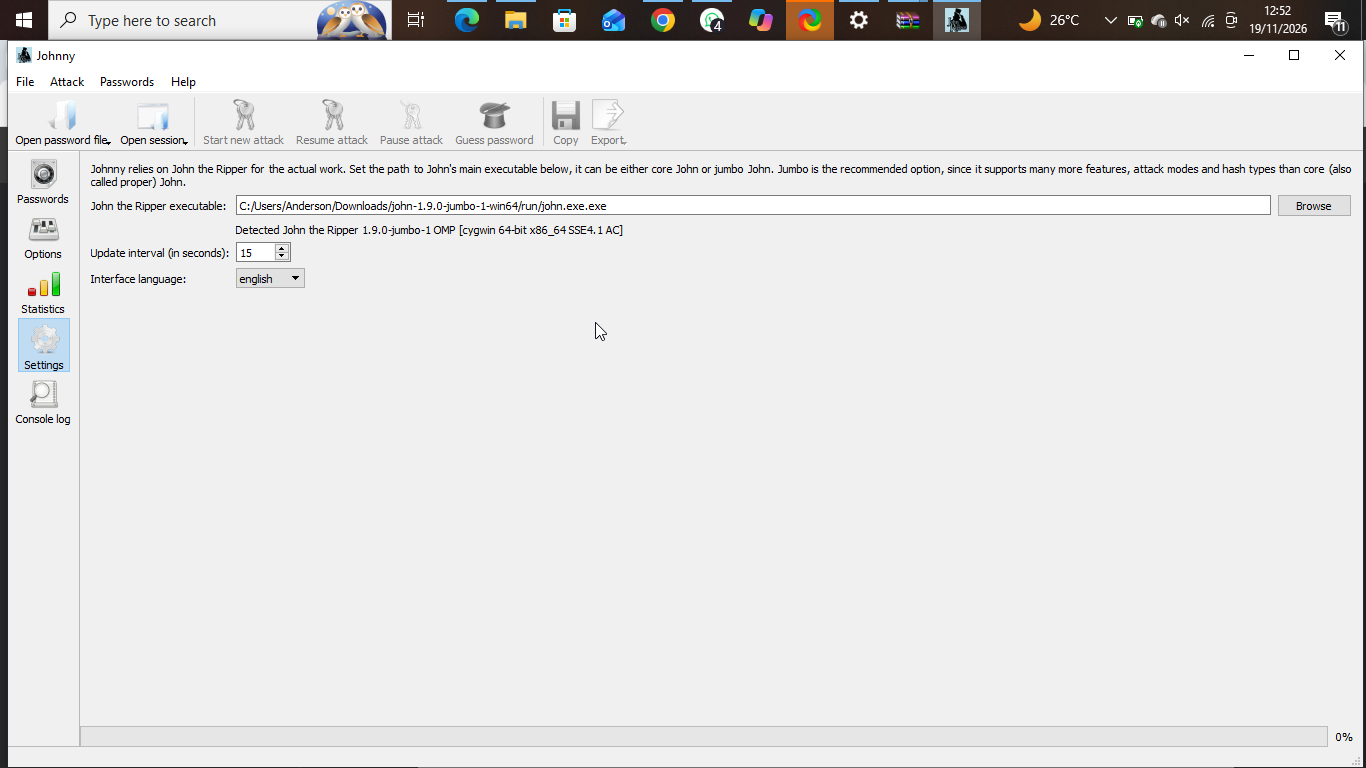 Type here to search
4
26°C
12:52
19/11/2026
11
Johnny
File Attack Passwords Help
Open password file Open session Start new attack Resume attack Pause attack Guess password Copy Export
Passwords
Options
Statistics
Settings
Console log
Johnny relies on John the Ripper for the actual work. Set the path to John's main executable below, it can be either core John or jumbo John. Jumbo is the recommended option, since it supports many more features, attack modes and hash types than core (also
called proper) John.
John the Ripper executable: C:/Users/Anderson/Downloads/john-1.9.0-jumbo-1-win64/run/john.exe.exe Browse
Detected John the Ripper 1.9.0-jumbo-1 OMP [cygwin 64-bit x86_64 SSE4.1 AC]
Update interval (in seconds): 15
Interface language: english
0%